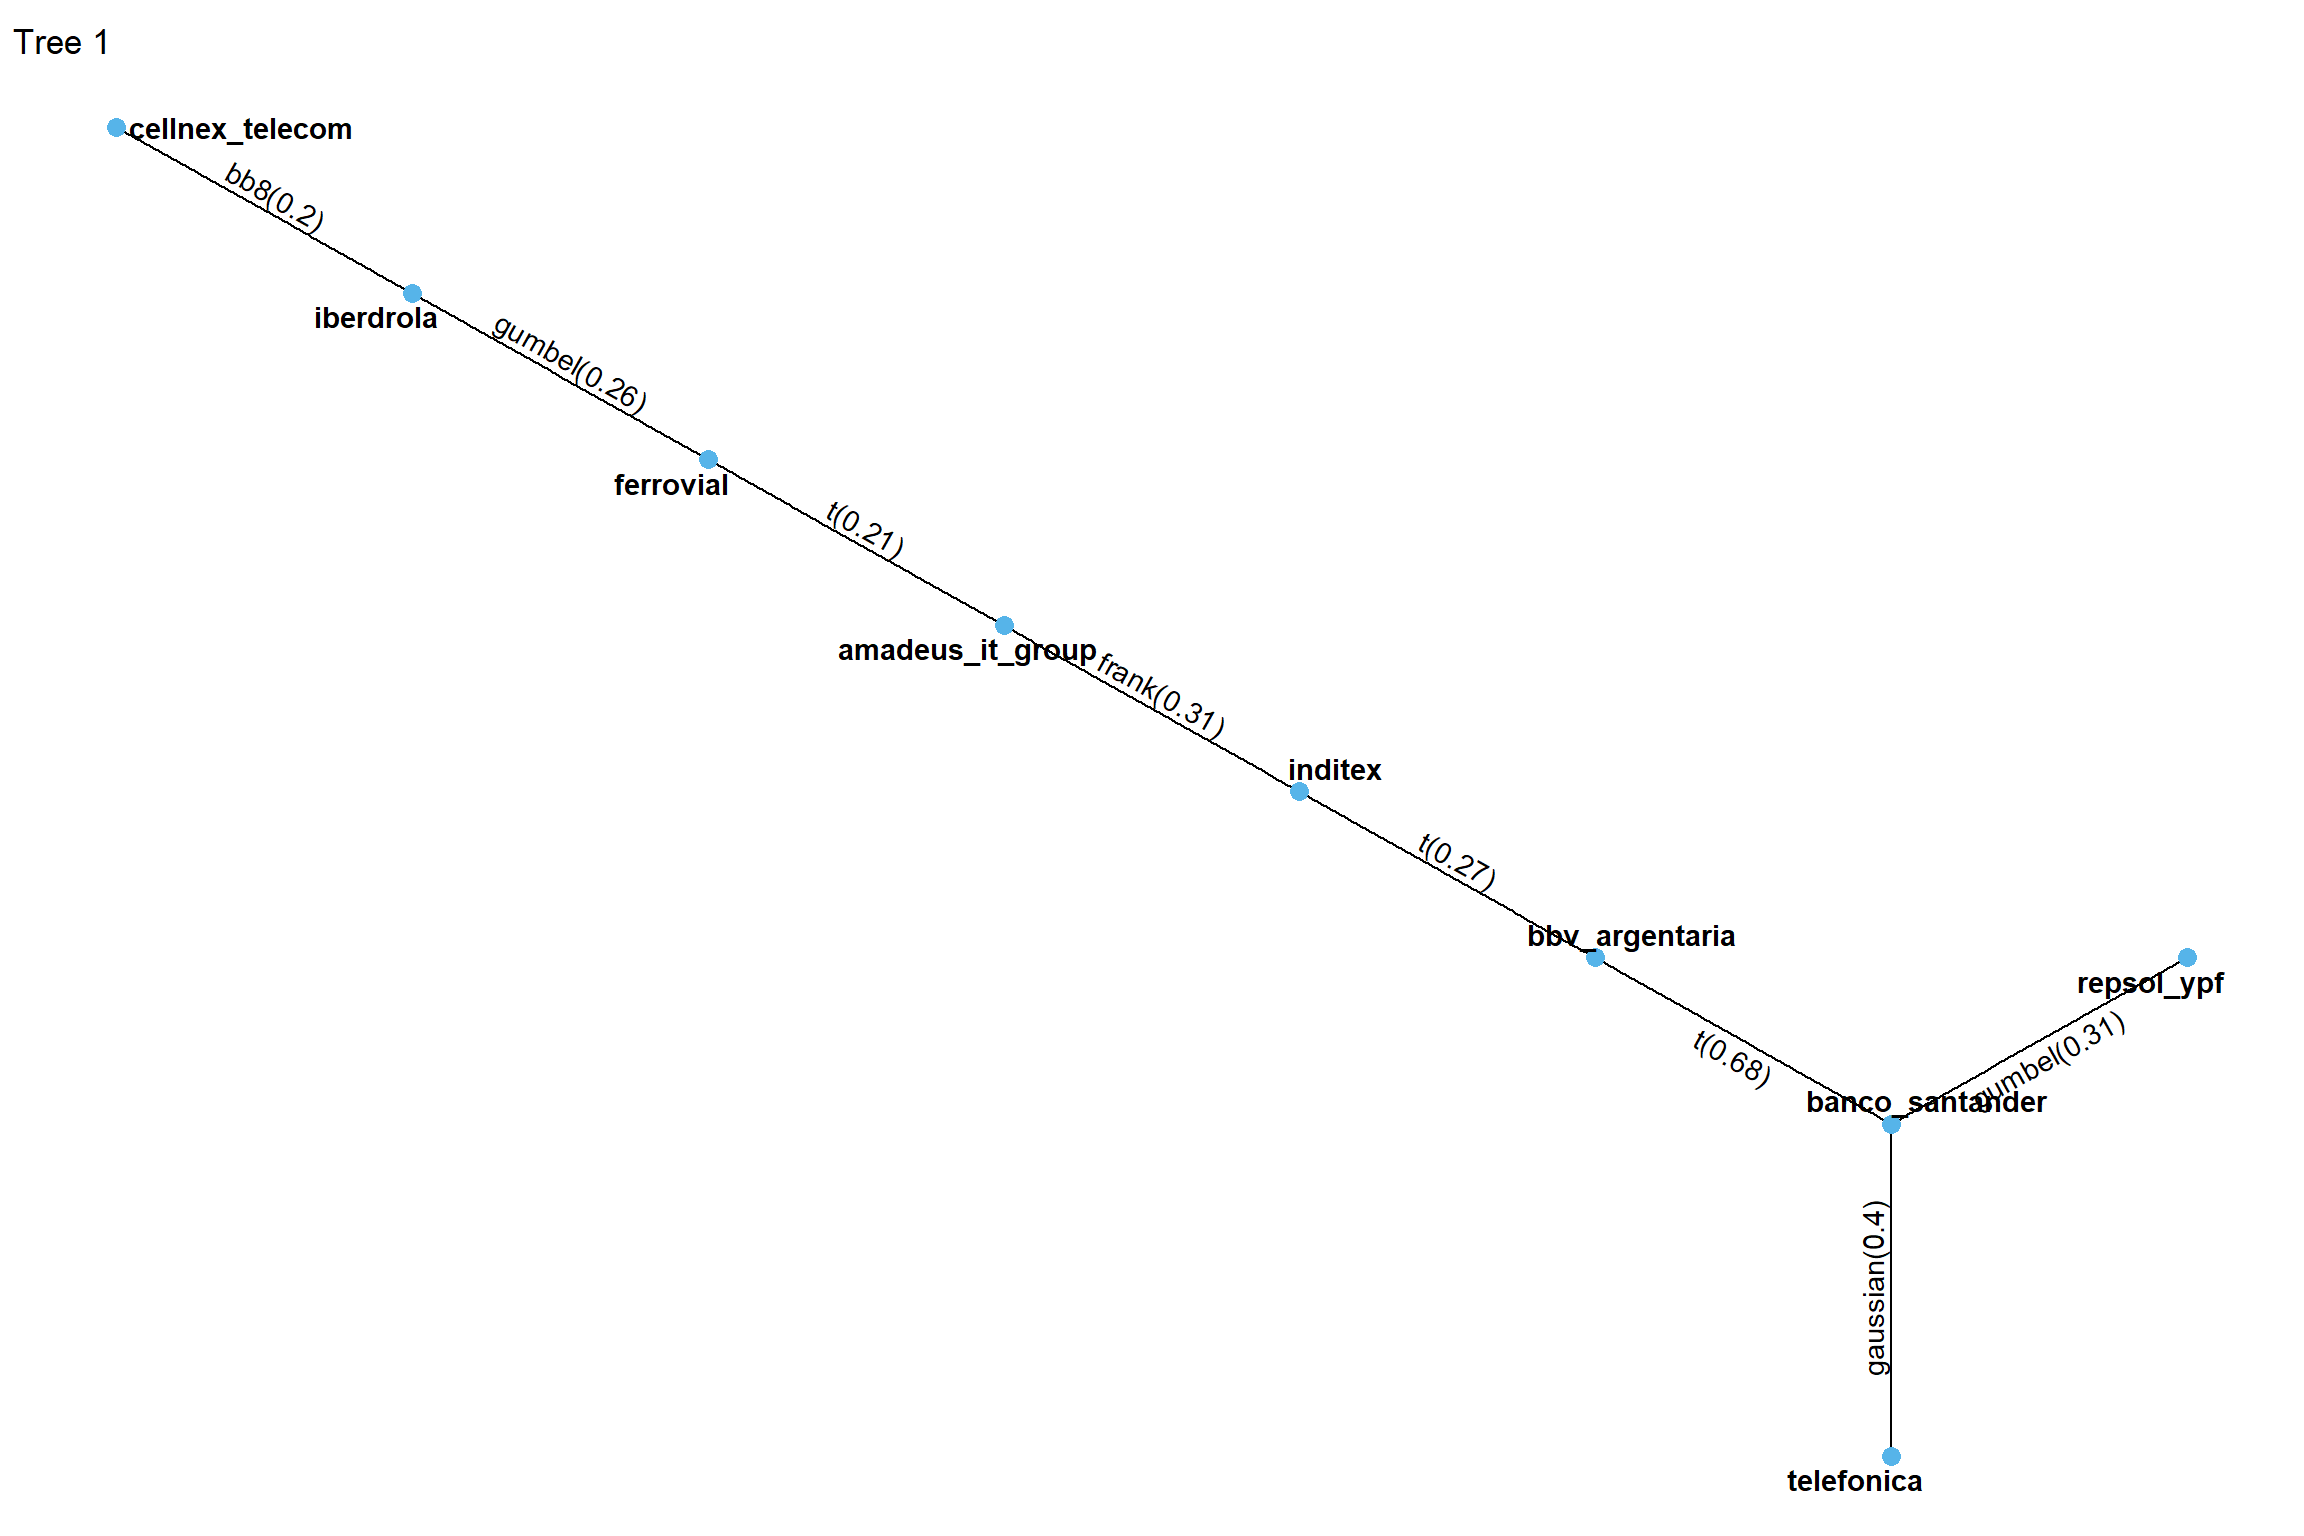 Tree 1
cellnex_telecom
bb8(0.2)
iberdrola
gumbel(0.26)
ferrovial
t(0.21)
amadeus_it_group
frank(0.31)
inditex
t(0.27)
bbv_argentaria
repsol_ypf
t(0.68)
gumbel(0.31)
banco_santander
gaussian(0.4)
telefonica